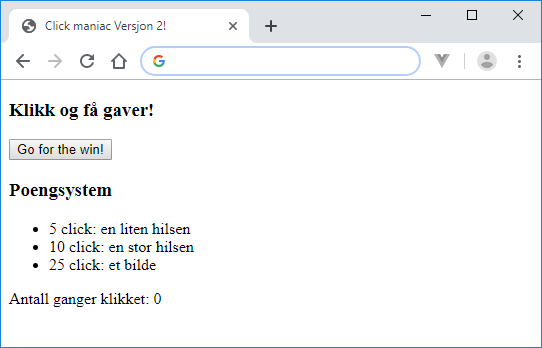 Click maniac Versjon 2!
Klikk og få gaver!
Go for the win!
Poengsystem
5 click: en liten hilsen
10 click: en stor hilsen
25 click: et bilde
Antall ganger klikket: 0